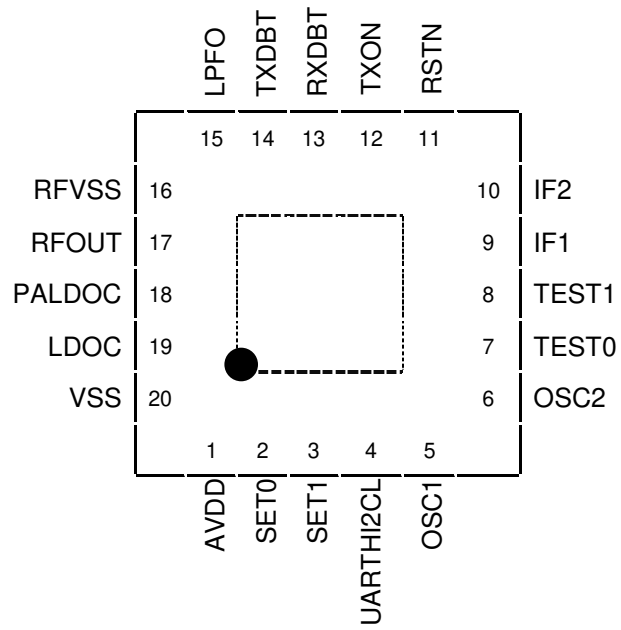 LPFO TXDBT RXDBT TXON RSTN
15 14 13 12 11
RFVSS 16 10 IF2
RFOUT 17 9 IF1
PALDOC 18 8 TEST1
LDOC 19 7 TEST0
VSS 20 6 OSC2
1 2 3 4 5
AVDD SET0 SET1 UARTHI2CL OSC1